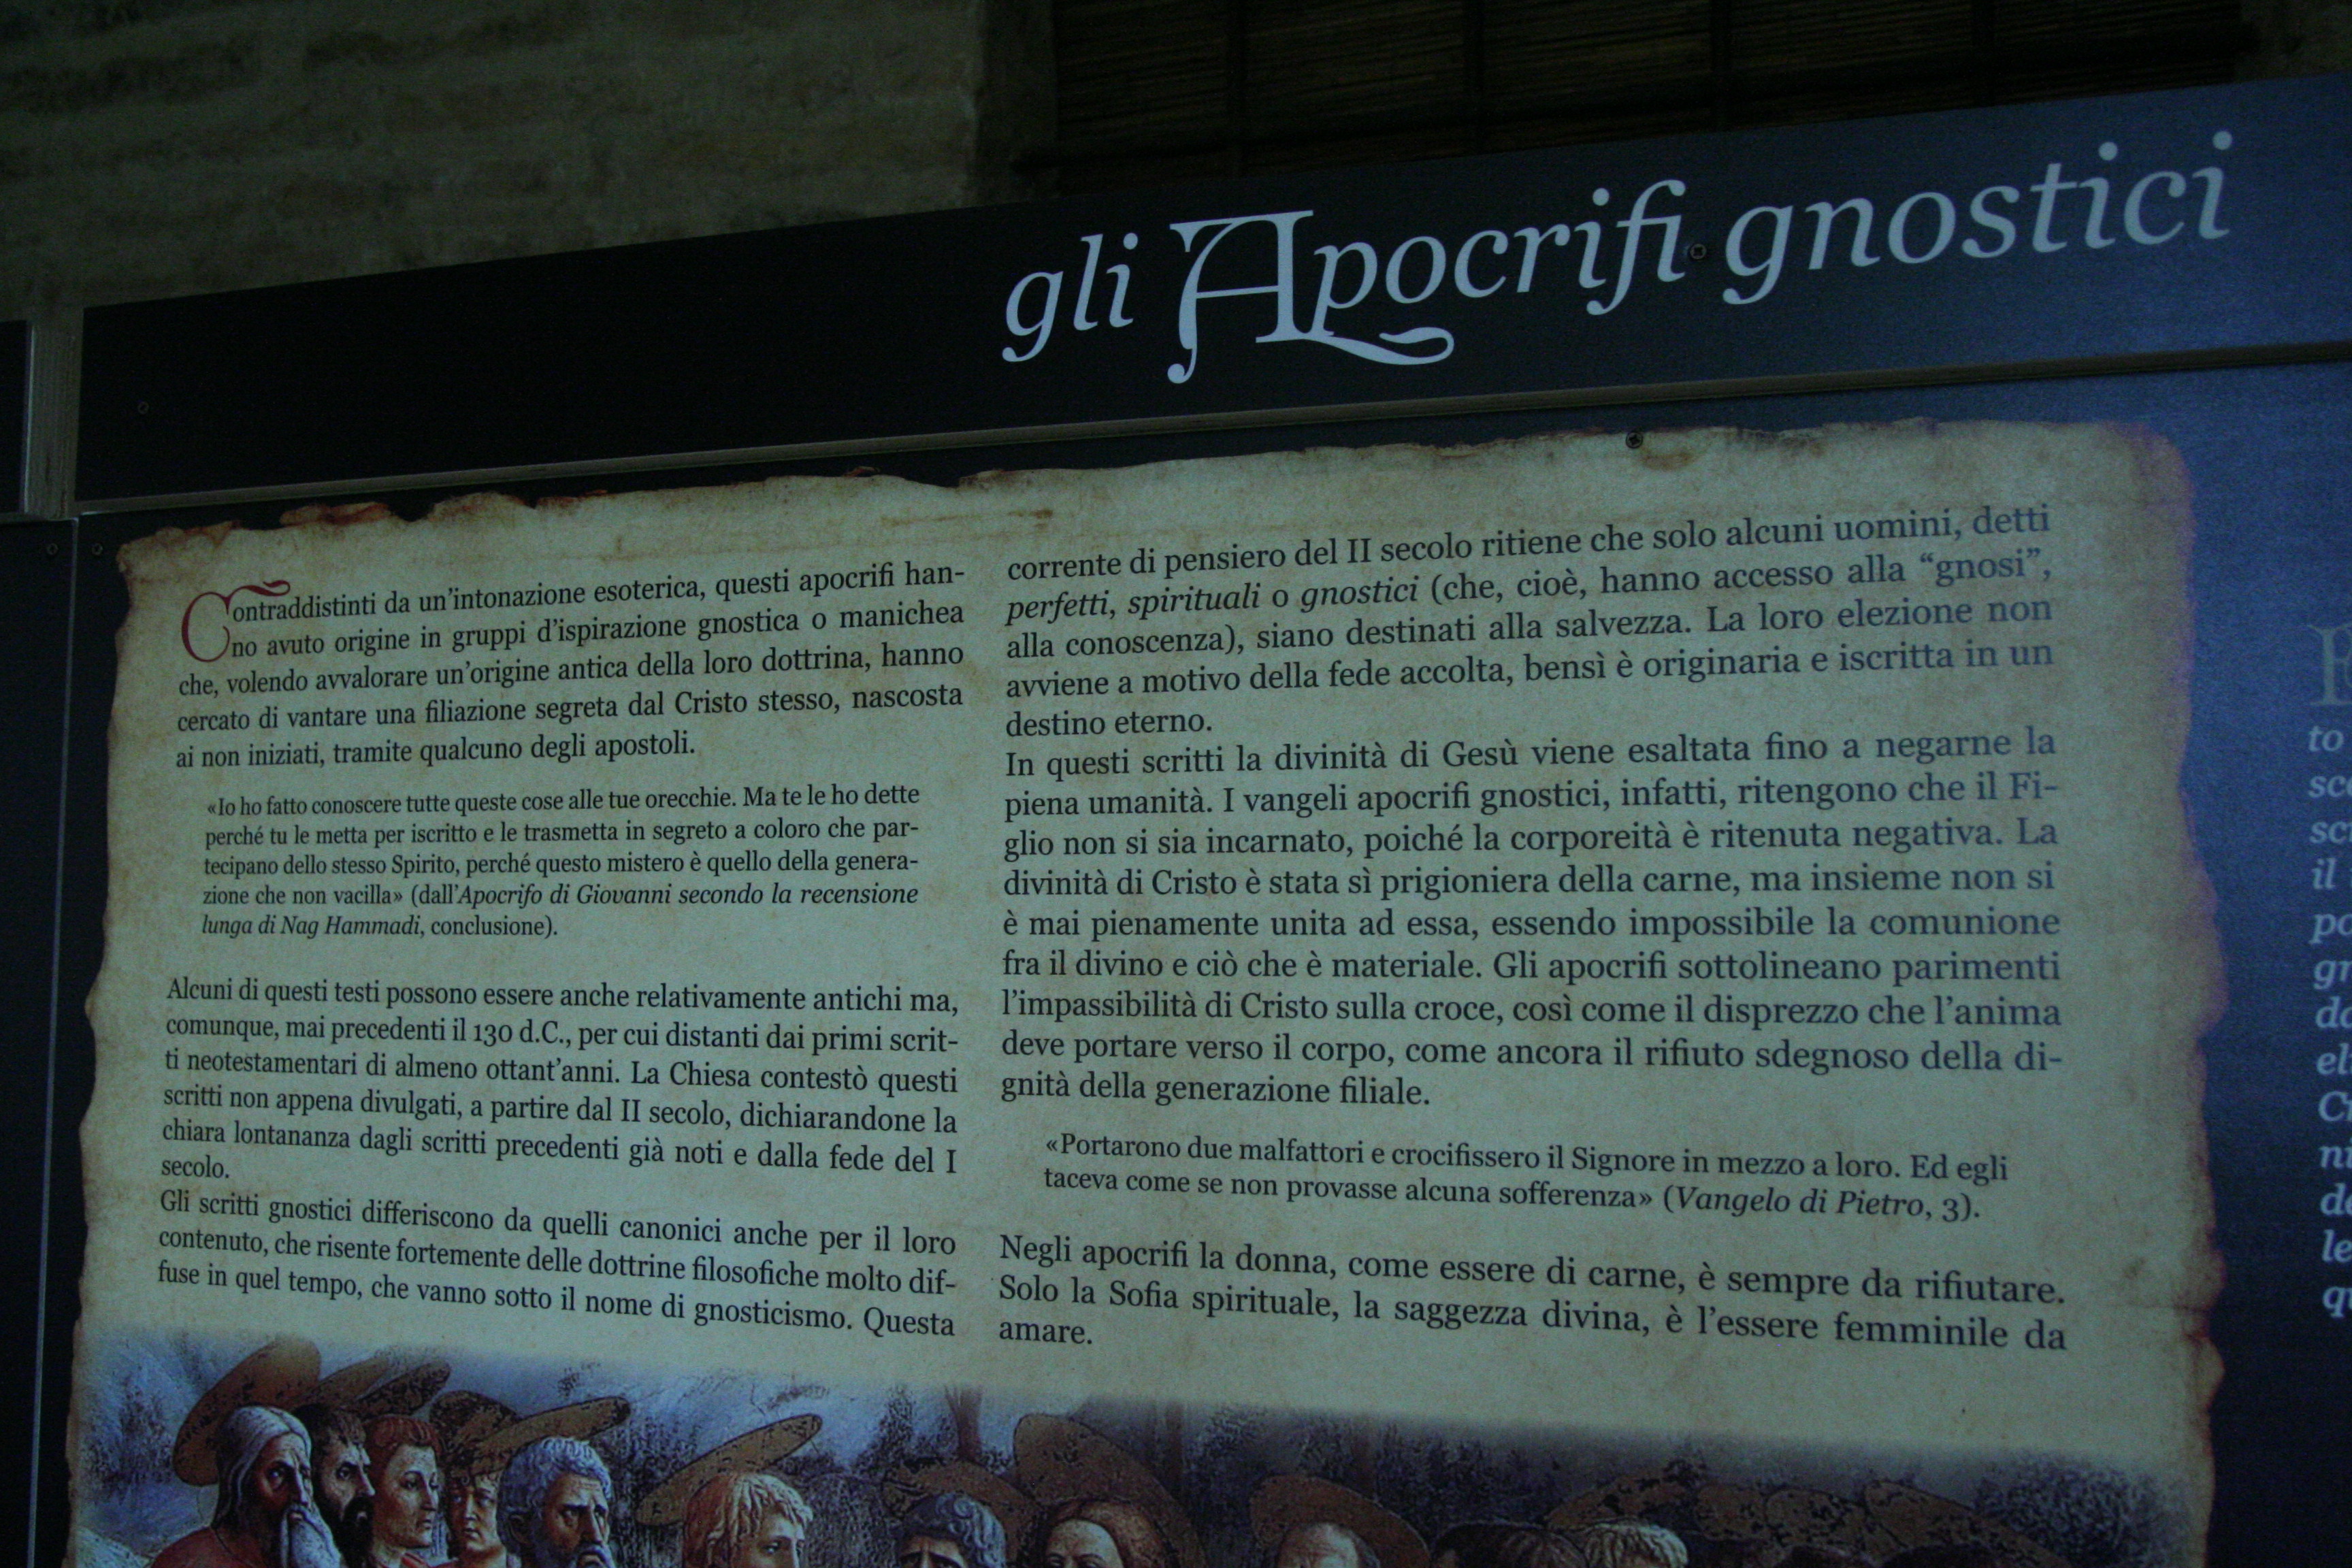 gli Apocrifi gnostici
Contraddistinti da un'intonazione esoterica, questi apocrifi han-
no avuto origine in gruppi d'ispirazione gnostica o manichea
che, volendo avvalorare un'origine antica della loro dottrina, hanno
cercato di vantare una filiazione segreta dal Cristo stesso, nascosta
ai non iniziati, tramite qualcuno degli apostoli.
«Io ho fatto conoscere tutte queste cose alle tue orecchie. Ma te le ho dette
perché tu le metta per iscritto e le trasmetta in segreto a coloro che par-
tecipano dello stesso Spirito, perché questo mistero è quello della genera-
zione che non vacilla» (dall'Apocrifo di Giovanni secondo la recensione
lunga di Nag Hammadi, conclusione).
Alcuni di questi testi possono essere anche relativamente antichi ma,
comunque, mai precedenti il 130 d.C., per cui distanti dai primi scrit-
ti neotestamentari di almeno ottant'anni. La Chiesa contestò questi
scritti non appena divulgati, a partire dal II secolo, dichiarandone la
chiara lontananza dagli scritti precedenti già noti e dalla fede del I
secolo.
Gli scritti gnostici differiscono da quelli canonici anche per il loro
contenuto, che risente fortemente delle dottrine filosofiche molto dif-
fuse in quel tempo, che vanno sotto il nome di gnosticismo. Questa
corrente di pensiero del II secolo ritiene che solo alcuni uomini, detti
perfetti, spirituali o gnostici (che, cioè, hanno accesso alla “gnosi”,
alla conoscenza), siano destinati alla salvezza. La loro elezione non
avviene a motivo della fede accolta, bensì è originaria e iscritta in un
destino eterno.
In questi scritti la divinità di Gesù viene esaltata fino a negarne la
piena umanità. I vangeli apocrifi gnostici, infatti, ritengono che il Fi-
glio non si sia incarnato, poiché la corporeità è ritenuta negativa. La
divinità di Cristo è stata sì prigioniera della carne, ma insieme non si
è mai pienamente unita ad essa, essendo impossibile la comunione
fra il divino e ciò che è materiale. Gli apocrifi sottolineano parimenti
l'impassibilità di Cristo sulla croce, così come il disprezzo che l'anima
deve portare verso il corpo, come ancora il rifiuto sdegnoso della di-
gnità della generazione filiale.
«Portarono due malfattori e crocifissero il Signore in mezzo a loro. Ed egli
taceva come se non provasse alcuna sofferenza» (Vangelo di Pietro, 3).
Negli apocrifi la donna, come essere di carne, è sempre da rifiutare.
Solo la Sofia spirituale, la saggezza divina, è l'essere femminile da
amare.
to
il